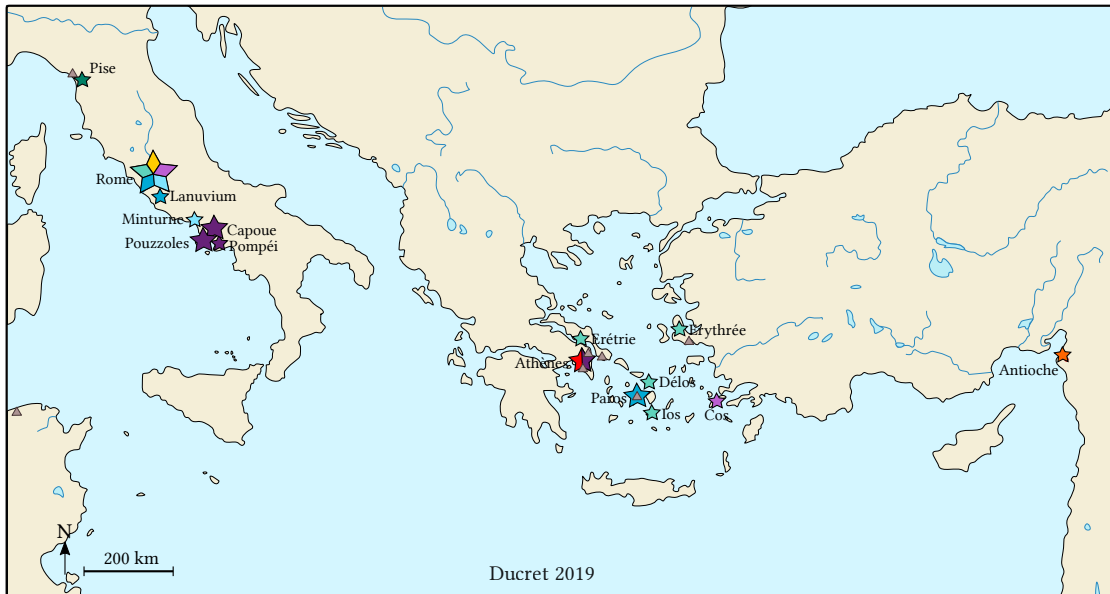 Pise
Rome
Lanuvium
Minturne
Capoue
Pouzzoles
Pompéi
Erythrée
Erétrie
Athènes
Antioche
Délos
Paros
Ios
Cos
N
200 km
Ducret 2019